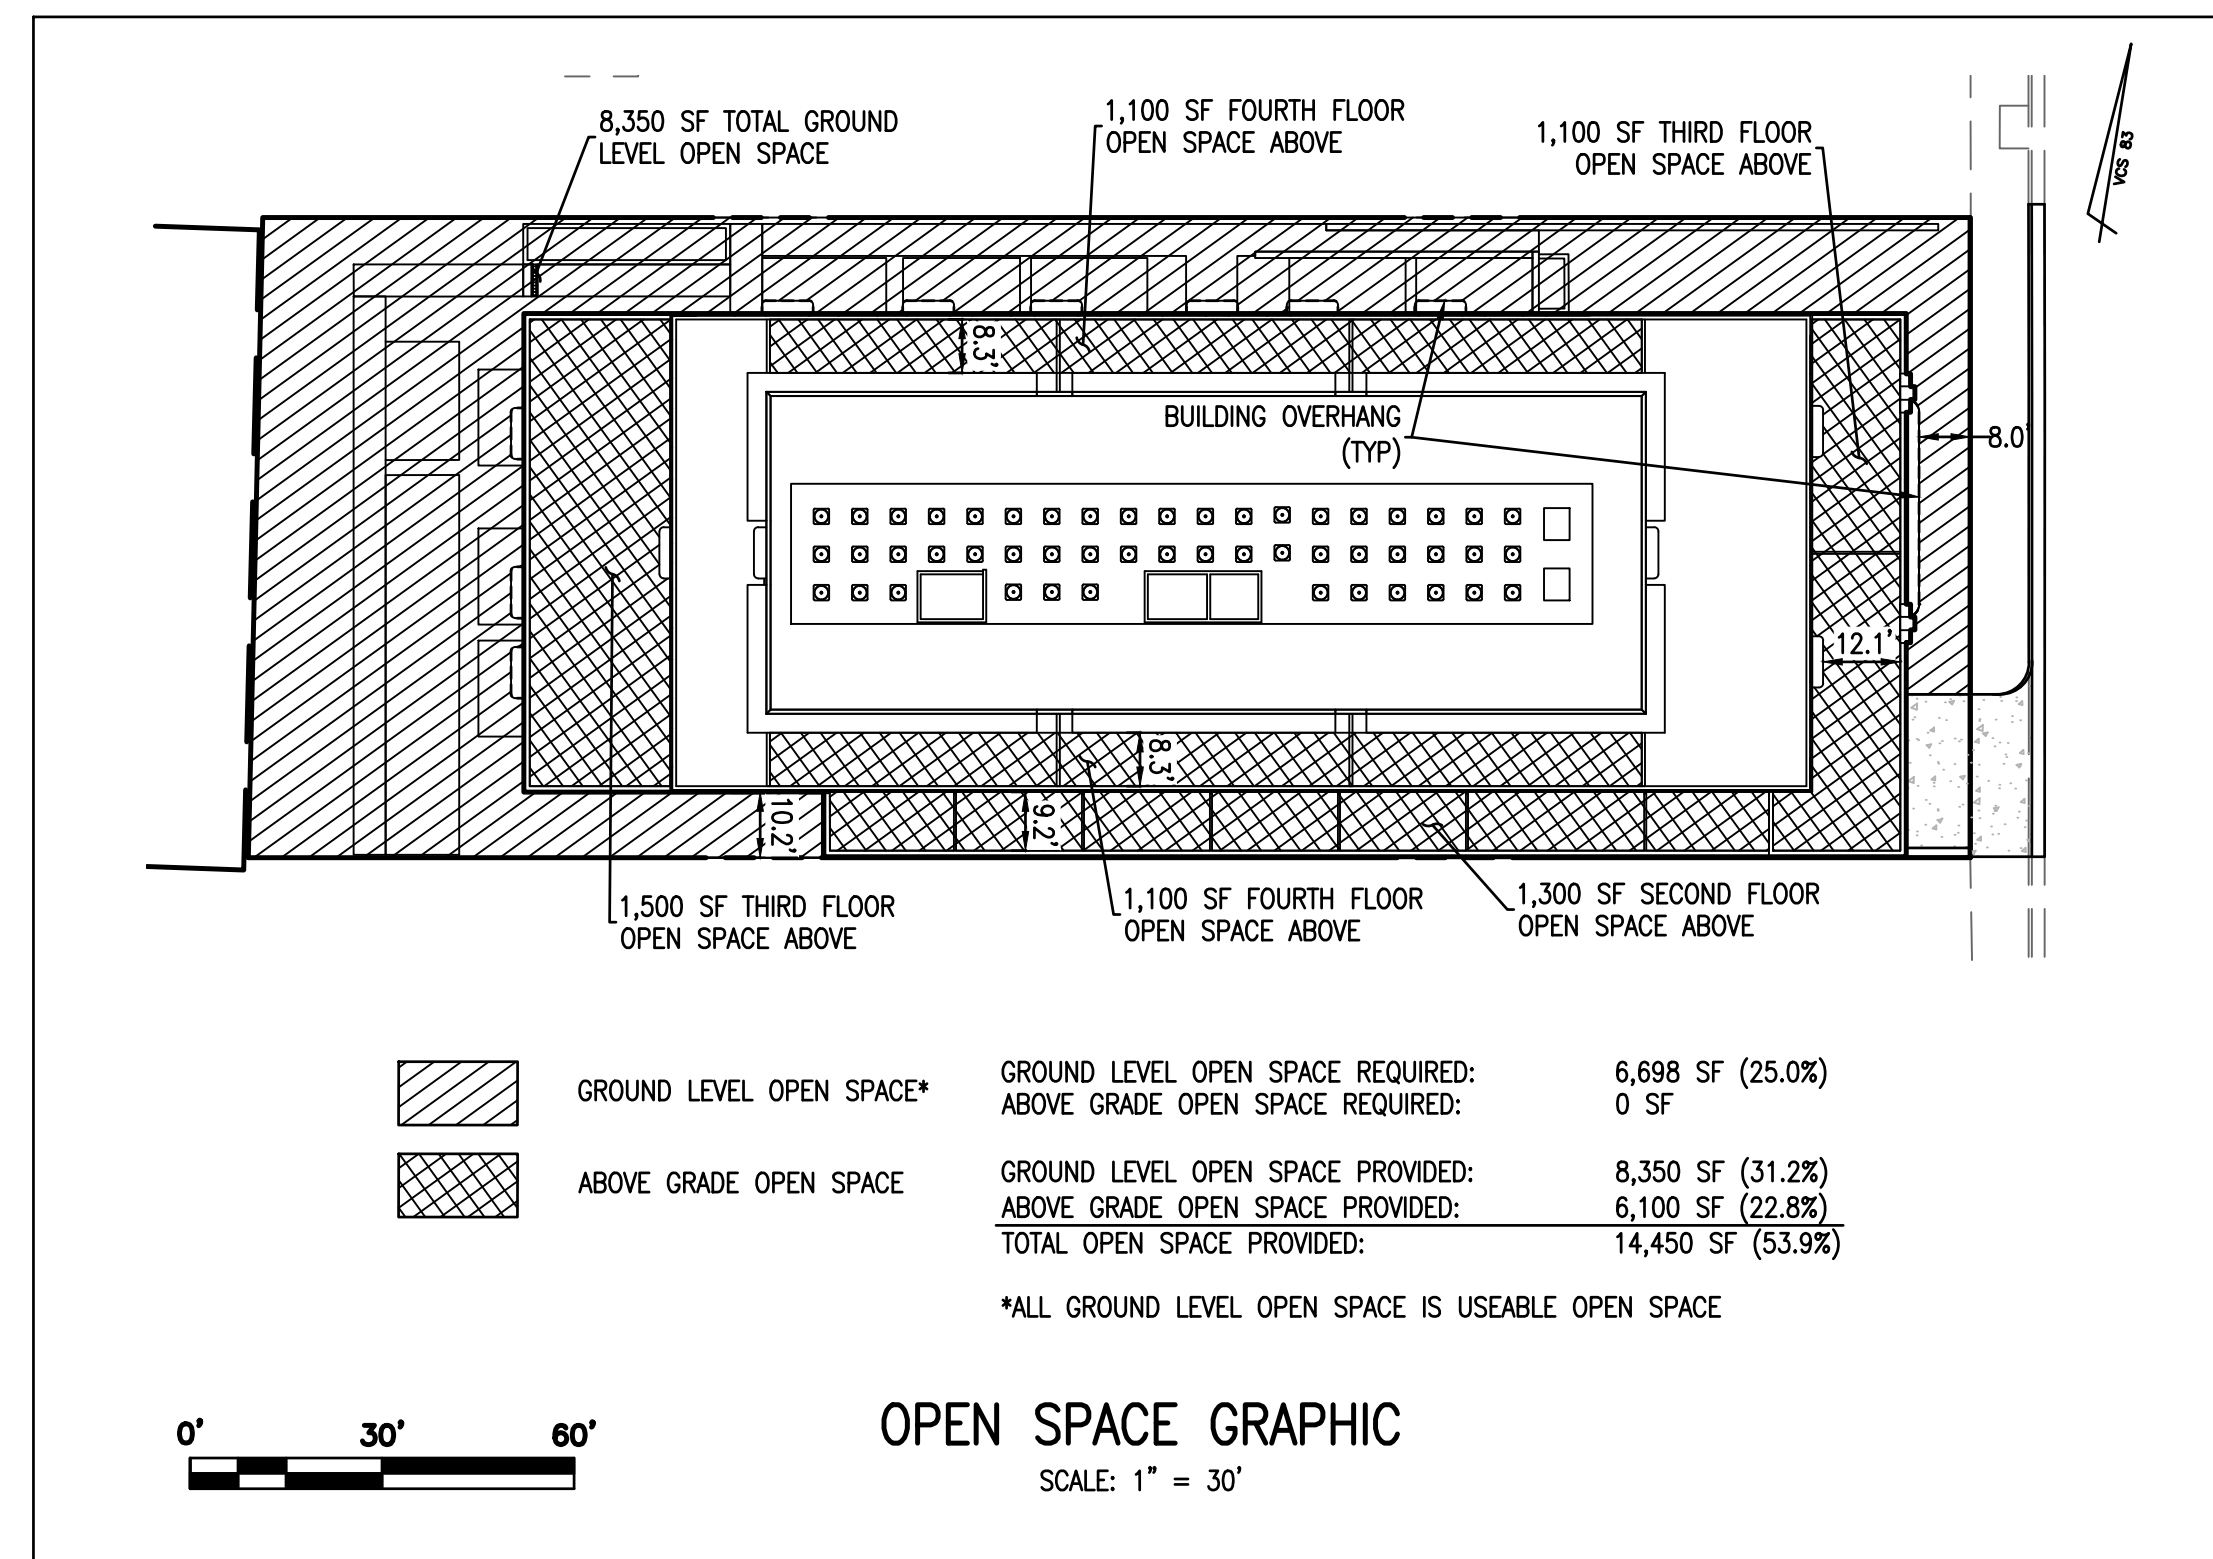 8,350 SF TOTAL GROUND
LEVEL OPEN SPACE
1,100 SF FOURTH FLOOR
OPEN SPACE ABOVE
1,100 SF THIRD FLOOR
OPEN SPACE ABOVE
VCS 83
8.3'
BUILDING OVERHANG
(TYP)
8.0'
12.1'
8.3'
10.2'
9.2'
1,500 SF THIRD FLOOR
OPEN SPACE ABOVE
1,100 SF FOURTH FLOOR
OPEN SPACE ABOVE
1,300 SF SECOND FLOOR
OPEN SPACE ABOVE
GROUND LEVEL OPEN SPACE*
ABOVE GRADE OPEN SPACE
GROUND LEVEL OPEN SPACE REQUIRED: 6,698 SF (25.0%)
ABOVE GRADE OPEN SPACE REQUIRED: 0 SF
GROUND LEVEL OPEN SPACE PROVIDED: 8,350 SF (31.2%)
ABOVE GRADE OPEN SPACE PROVIDED: 6,100 SF (22.8%)
TOTAL OPEN SPACE PROVIDED: 14,450 SF (53.9%)
*ALL GROUND LEVEL OPEN SPACE IS USEABLE OPEN SPACE
0' 30' 60'
OPEN SPACE GRAPHIC
SCALE: 1" = 30'